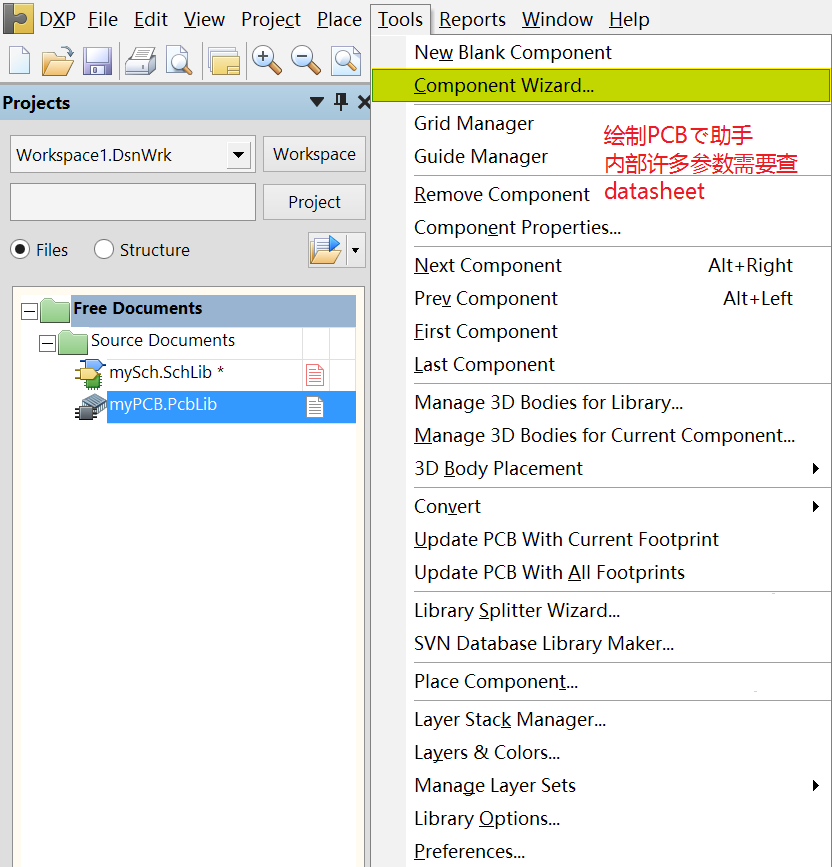 DXP File Edit View Project Place Tools Reports Window Help
Projects
Workspace1.DsnWrk Workspace
Project
Files Structure
Free Documents
Source Documents
mySch.SchLib *
myPCB.PcbLib
New Blank Component
Component Wizard...
Grid Manager
Guide Manager
Remove Component
Component Properties...
Next Component Alt+Right
Prev Component Alt+Left
First Component
Last Component
Manage 3D Bodies for Library...
Manage 3D Bodies for Current Component...
3D Body Placement
Convert
Update PCB With Current Footprint
Update PCB With All Footprints
Library Splitter Wizard...
SVN Database Library Maker...
Place Component...
Layer Stack Manager...
Layers & Colors...
Manage Layer Sets
Library Options...
Preferences...
绘制PCBで助手
内部许多参数需要查
datasheet